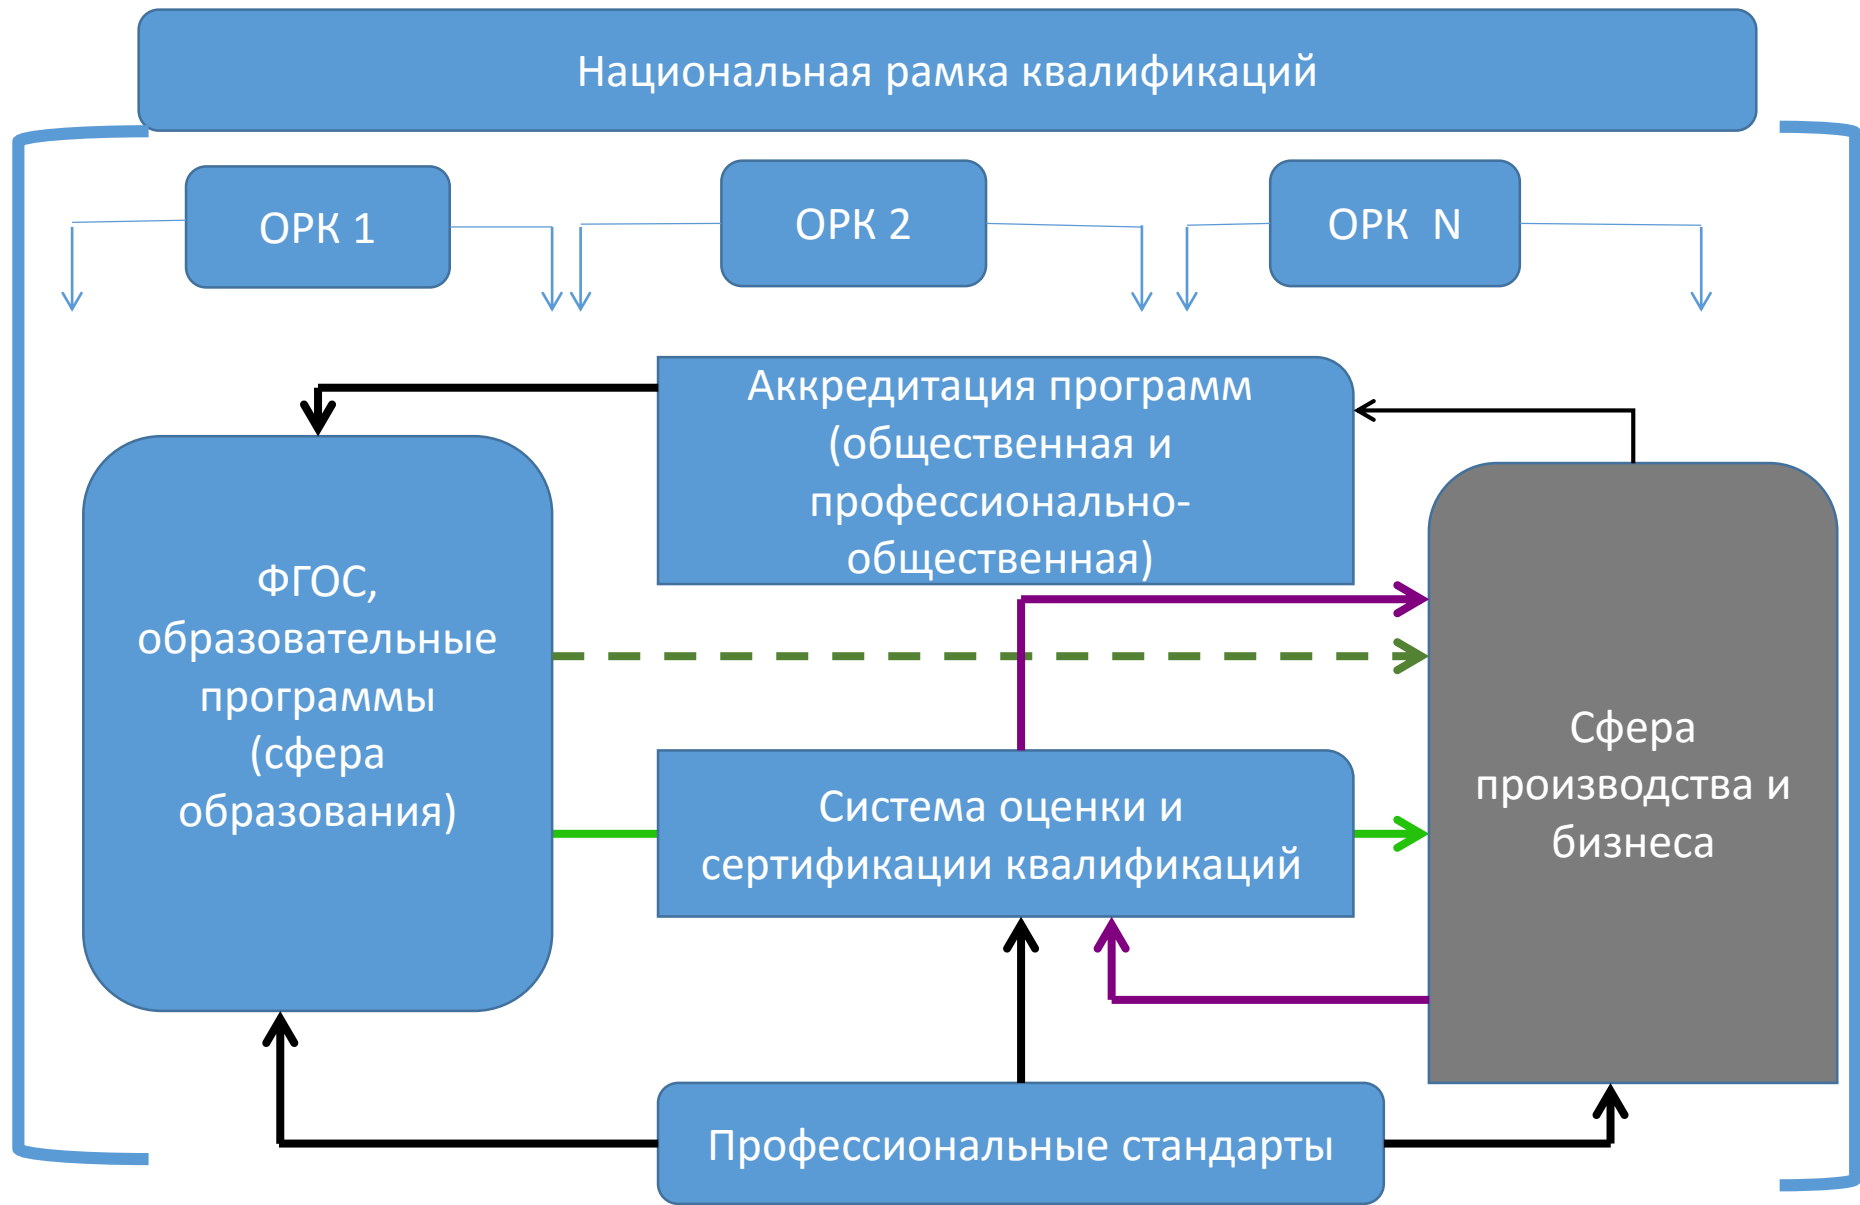 Национальная рамка квалификаций
ОРК 1
ОРК 2
ОРК N
Аккредитация программ
(общественная и
профессионально-
общественная)
ФГОС,
образовательные
программы
(сфера
образования)
Сфера
производства и
бизнеса
Система оценки и
сертификации квалификаций
Профессиональные стандарты